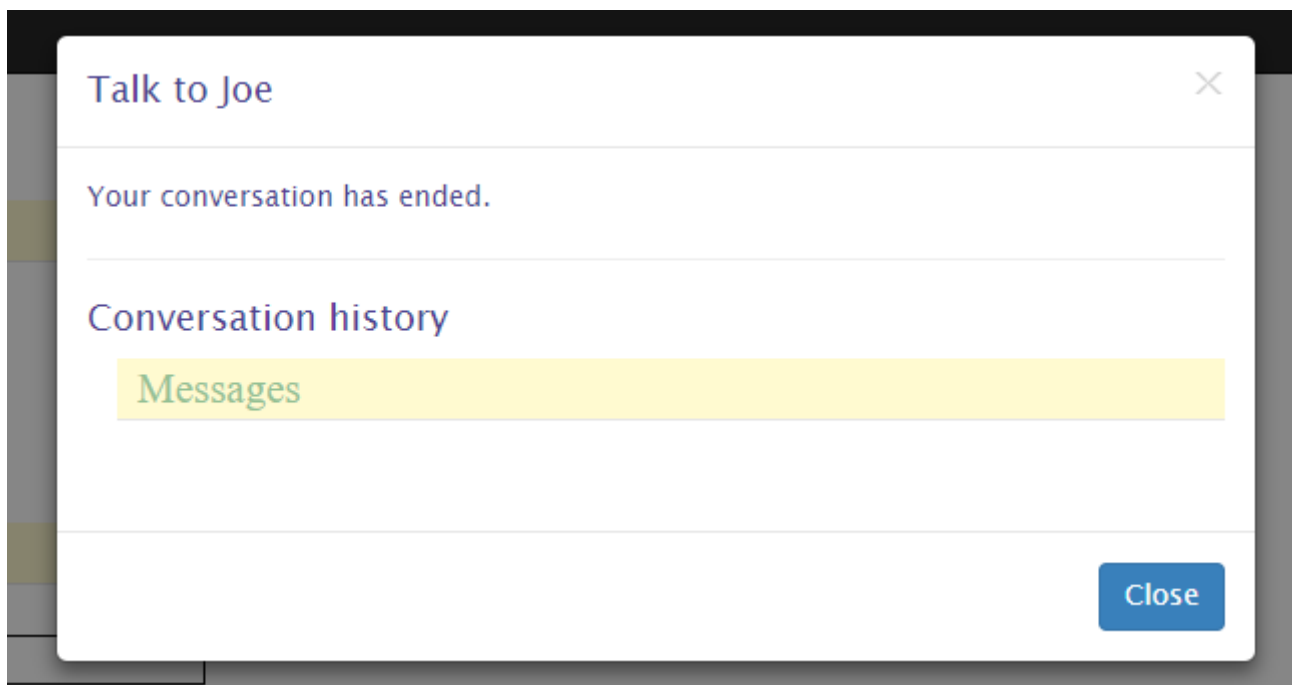 Talk to Joe
Your conversation has ended.
Conversation history
Messages
Close